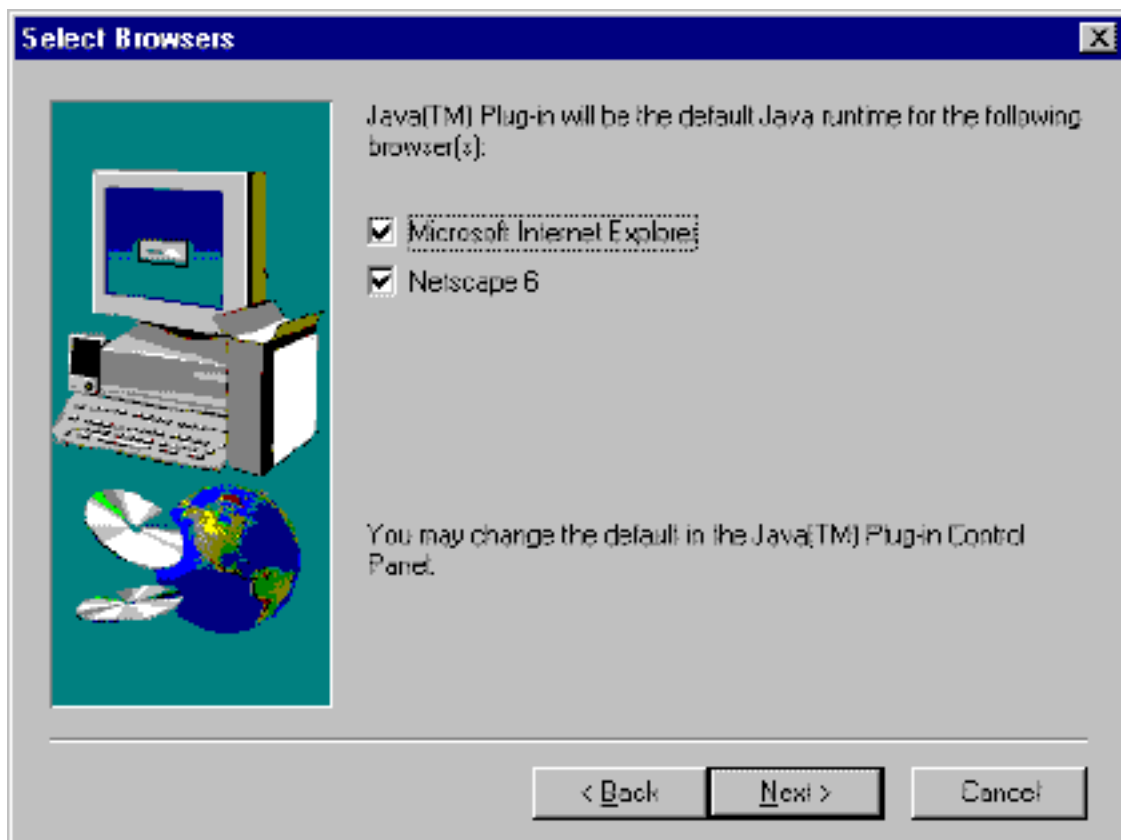 Select Browsers
Java(TM) Plug-in will be the default Java runtime for the following
browser(s):
Microsoft Internet Explorer
Netscape 6
You may change the default in the Java(TM) Plug-in Control
Panel.
< Back
Next >
Cancel